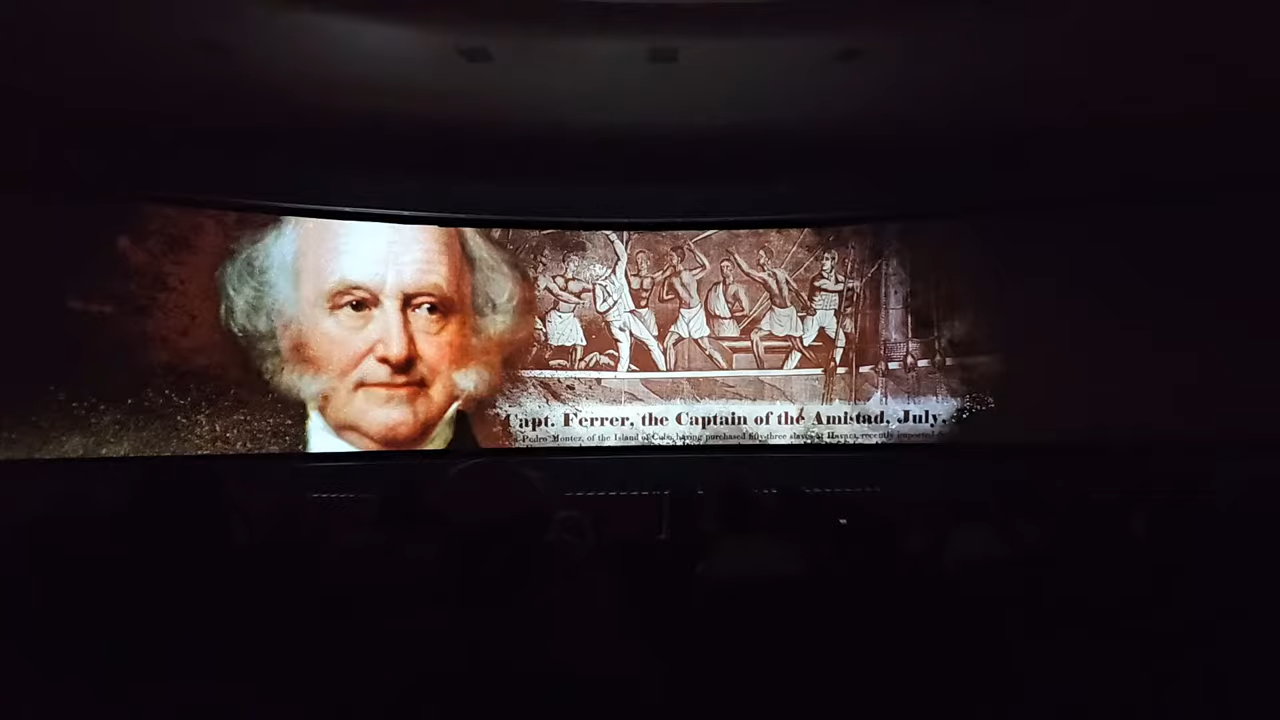 Capt. Ferrer, the Captain of the Amistad, July,
Pedro Montez, of the Island of Cuba, having purchased fifty-three slaves at Havana, recently imported